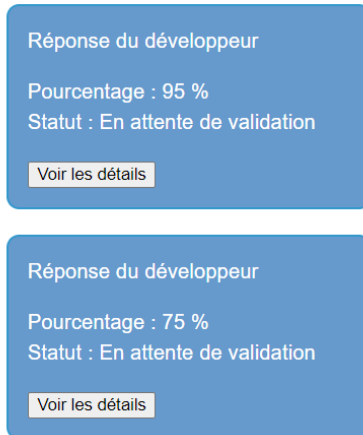 Réponse du développeur
Pourcentage : 95 %
Statut : En attente de validation
Voir les détails
Réponse du développeur
Pourcentage : 75 %
Statut : En attente de validation
Voir les détails